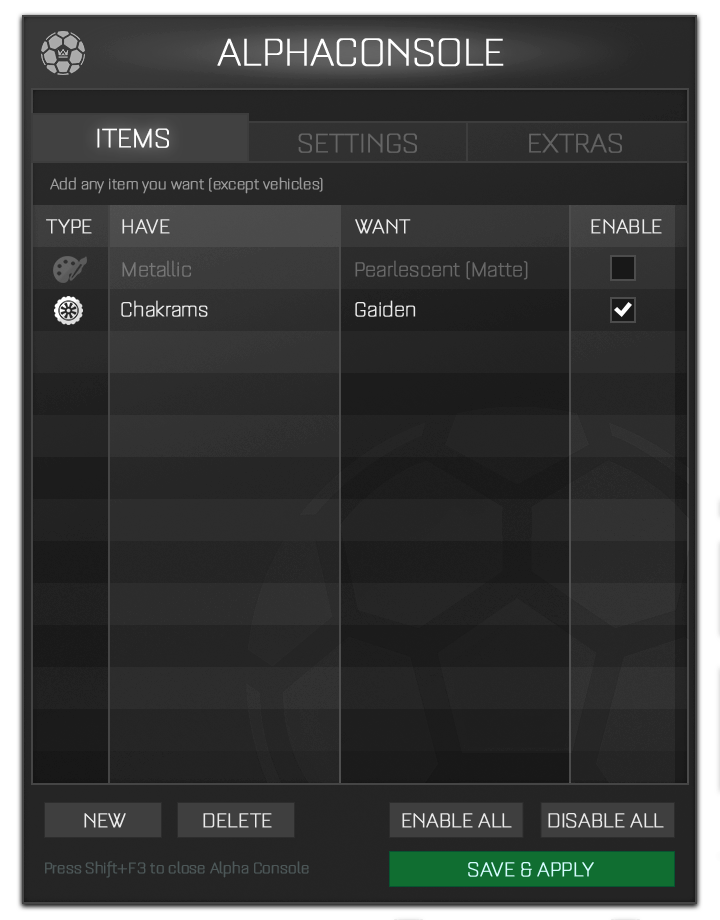 ALPHACONSOLE
ITEMS SETTINGS EXTRAS
Add any item you want (except vehicles)
TYPE HAVE WANT ENABLE
Metallic Pearlescent (Matte)
Chakrams Gaiden
NEW DELETE ENABLE ALL DISABLE ALL
Press Shift+F3 to close Alpha Console SAVE & APPLY